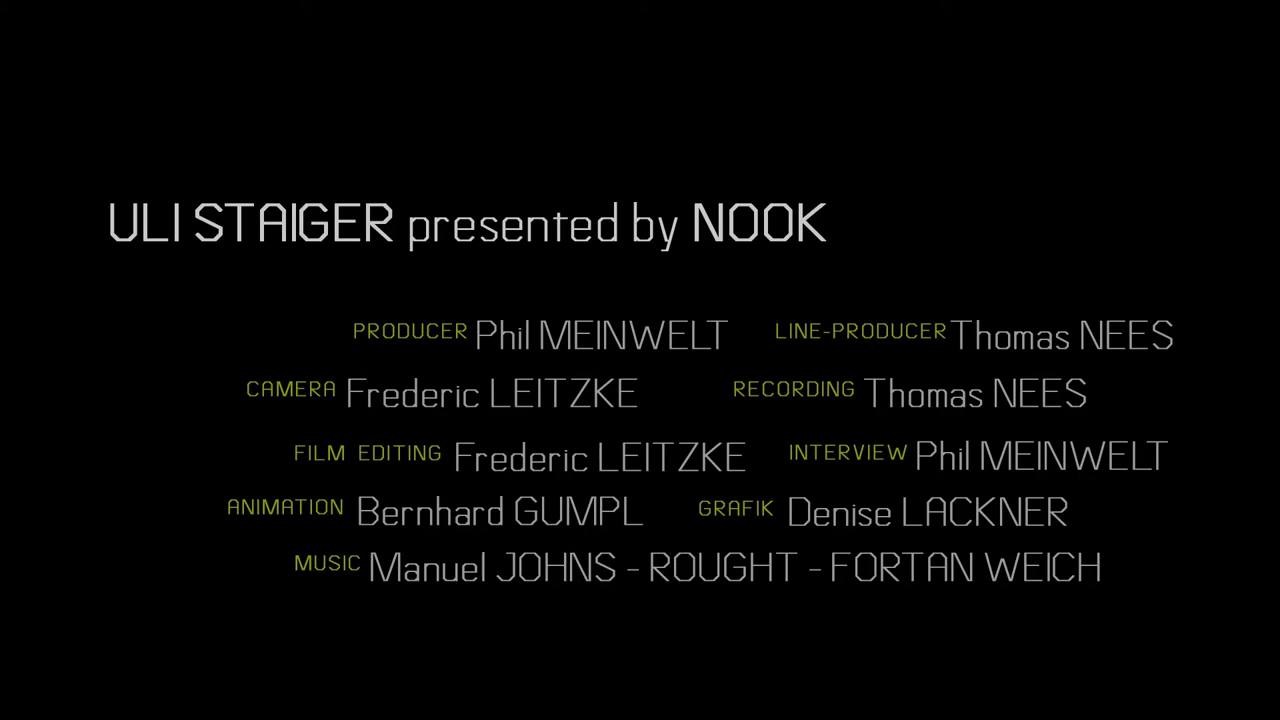 ULI STAIGER presented by NOOK
PRODUCER Phil MEINWELT LINE-PRODUCER Thomas NEES
CAMERA Frederic LEITZKE RECORDING Thomas NEES
FILM EDITING Frederic LEITZKE INTERVIEW Phil MEINWELT
ANIMATION Bernhard GUMPL GRAFIK Denise LACKNER
MUSIC Manuel JOHNS - ROUGHT - FORTAN WEICH